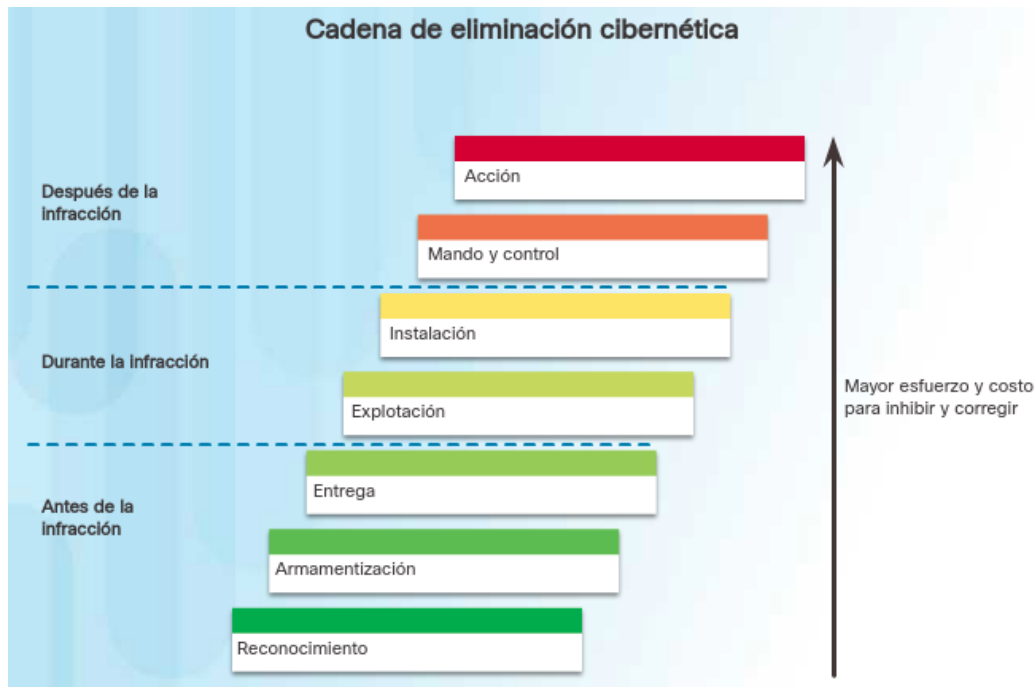 Cadena de eliminación cibernética
Acción
Después de la
infracción
Mando y control
Instalación
Durante la infracción
Mayor esfuerzo y costo
para inhibir y corregir
Explotación
Entrega
Antes de la
infracción
Armamentización
Reconocimiento